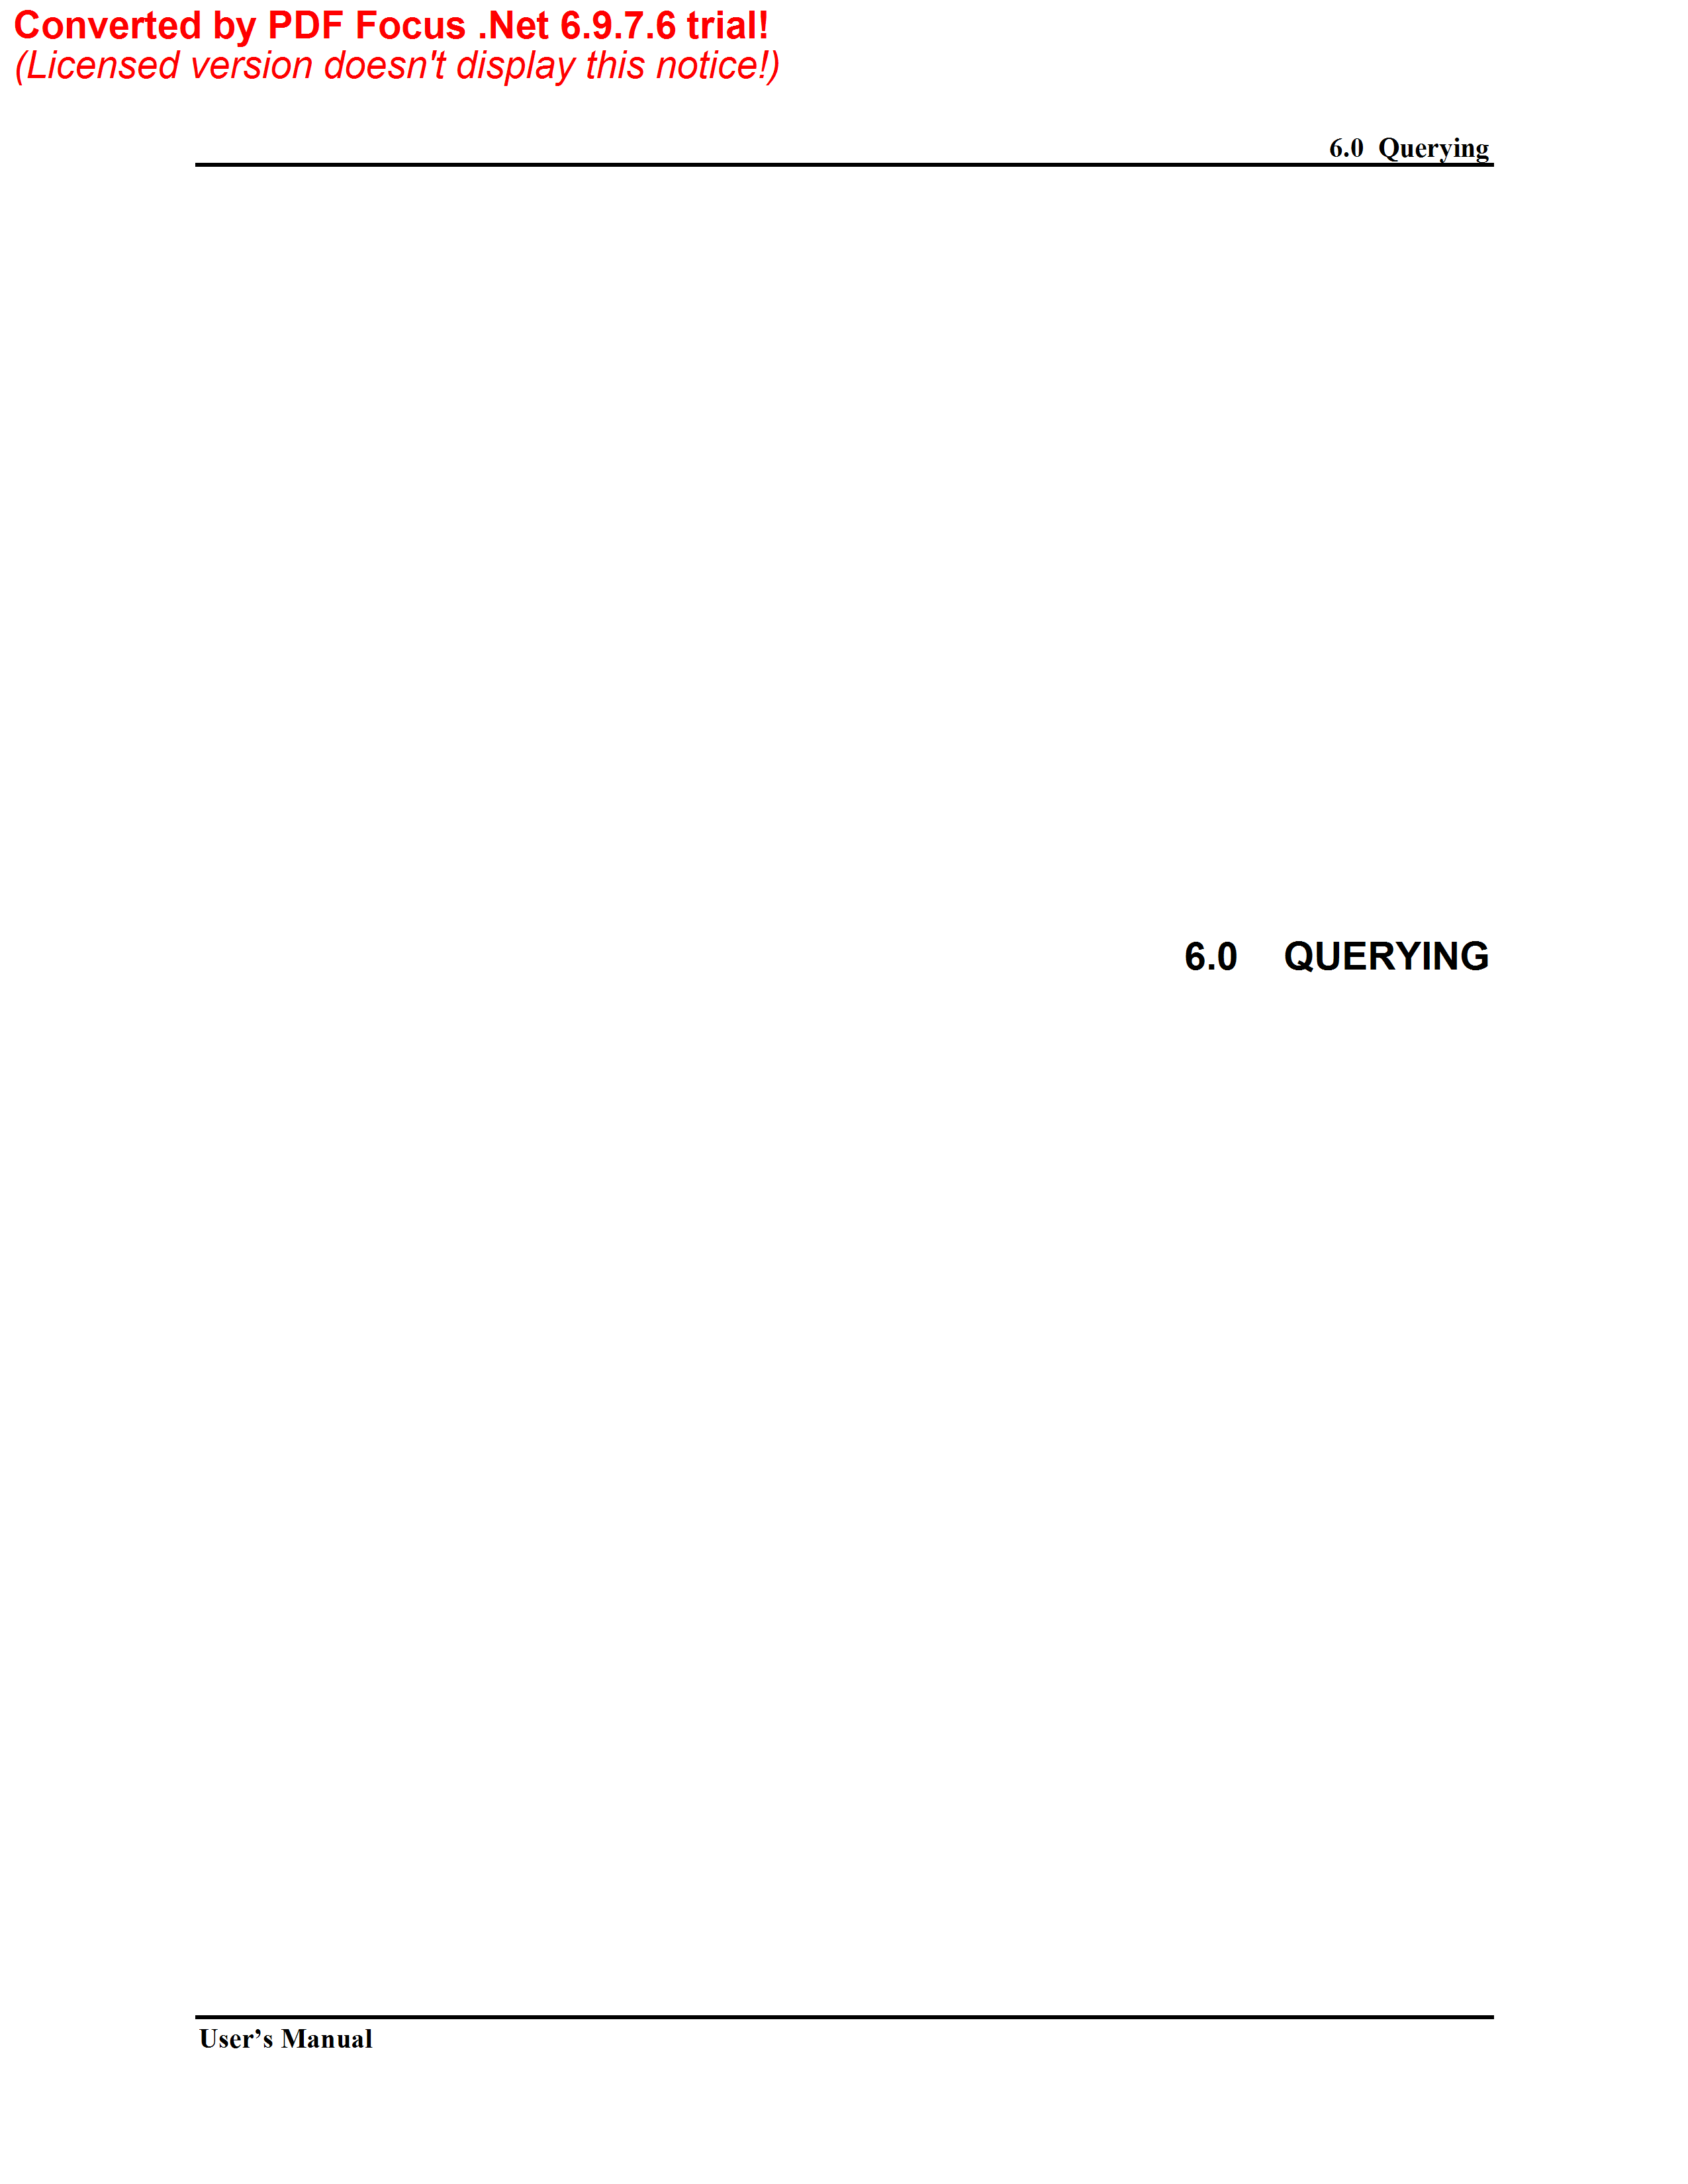 Converted by PDF Focus .Net 6.9.7.6 trial!
(Licensed version doesn't display this notice!)
6.0 Querying
6.0 QUERYING
User’s Manual